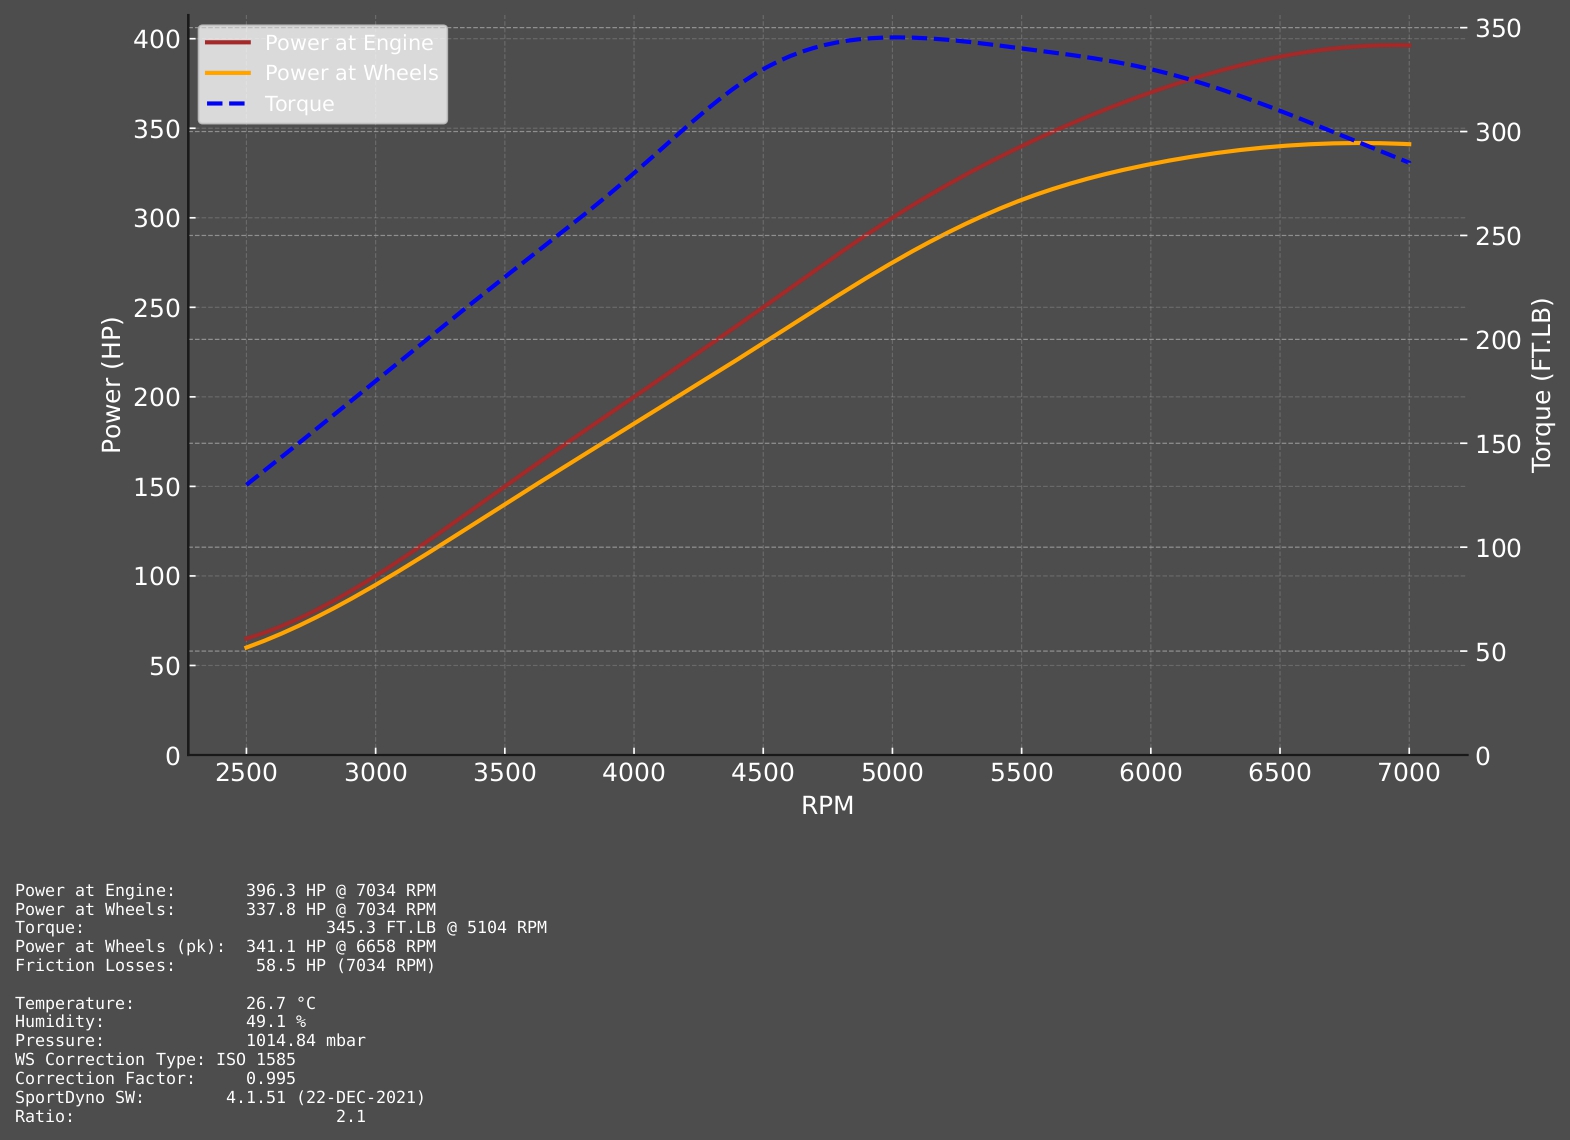 Power at Engine
Power at Wheels
Torque
400
350
300
250
200
150
100
50
0
Power (HP)
350
300
250
200
150
100
50
0
Torque (FT.LB)
2500 3000 3500 4000 4500 5000 5500 6000 6500 7000
RPM
Power at Engine: 396.3 HP @ 7034 RPM
Power at Wheels: 337.8 HP @ 7034 RPM
Torque: 345.3 FT.LB @ 5104 RPM
Power at Wheels (pk): 341.1 HP @ 6658 RPM
Friction Losses: 58.5 HP (7034 RPM)
Temperature: 26.7 °C
Humidity: 49.1 %
Pressure: 1014.84 mbar
WS Correction Type: ISO 1585
Correction Factor: 0.995
SportDyno SW: 4.1.51 (22-DEC-2021)
Ratio: 2.1